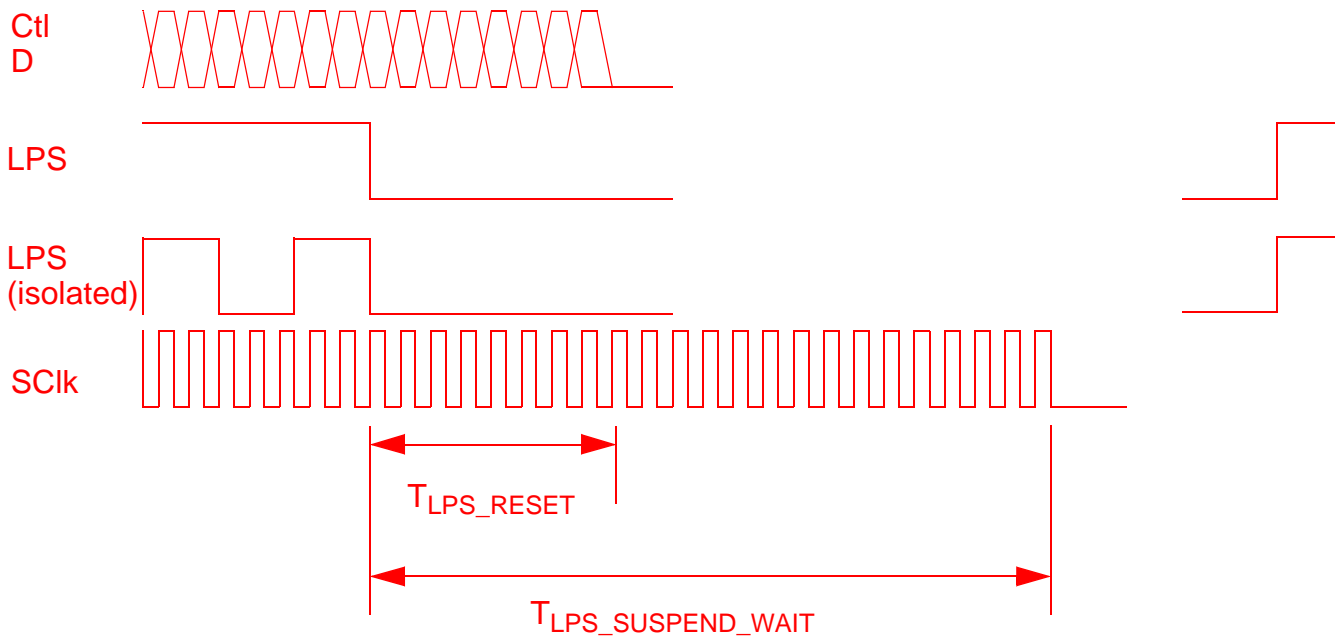 Ctl
D
LPS
LPS
(isolated)
SClk
TLPS_RESET
TLPS_SUSPEND_WAIT